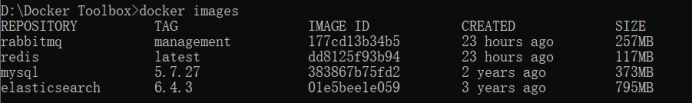 D:\Docker Toolbox>docker images
REPOSITORY TAG IMAGE ID CREATED SIZE
rabbitmq management 177cd13b34b5 23 hours ago 257MB
redis latest dd8125f93b94 23 hours ago 117MB
mysql 5.7.27 383867b75fd2 2 years ago 373MB
elasticsearch 6.4.3 01e5bee1e059 3 years ago 795MB